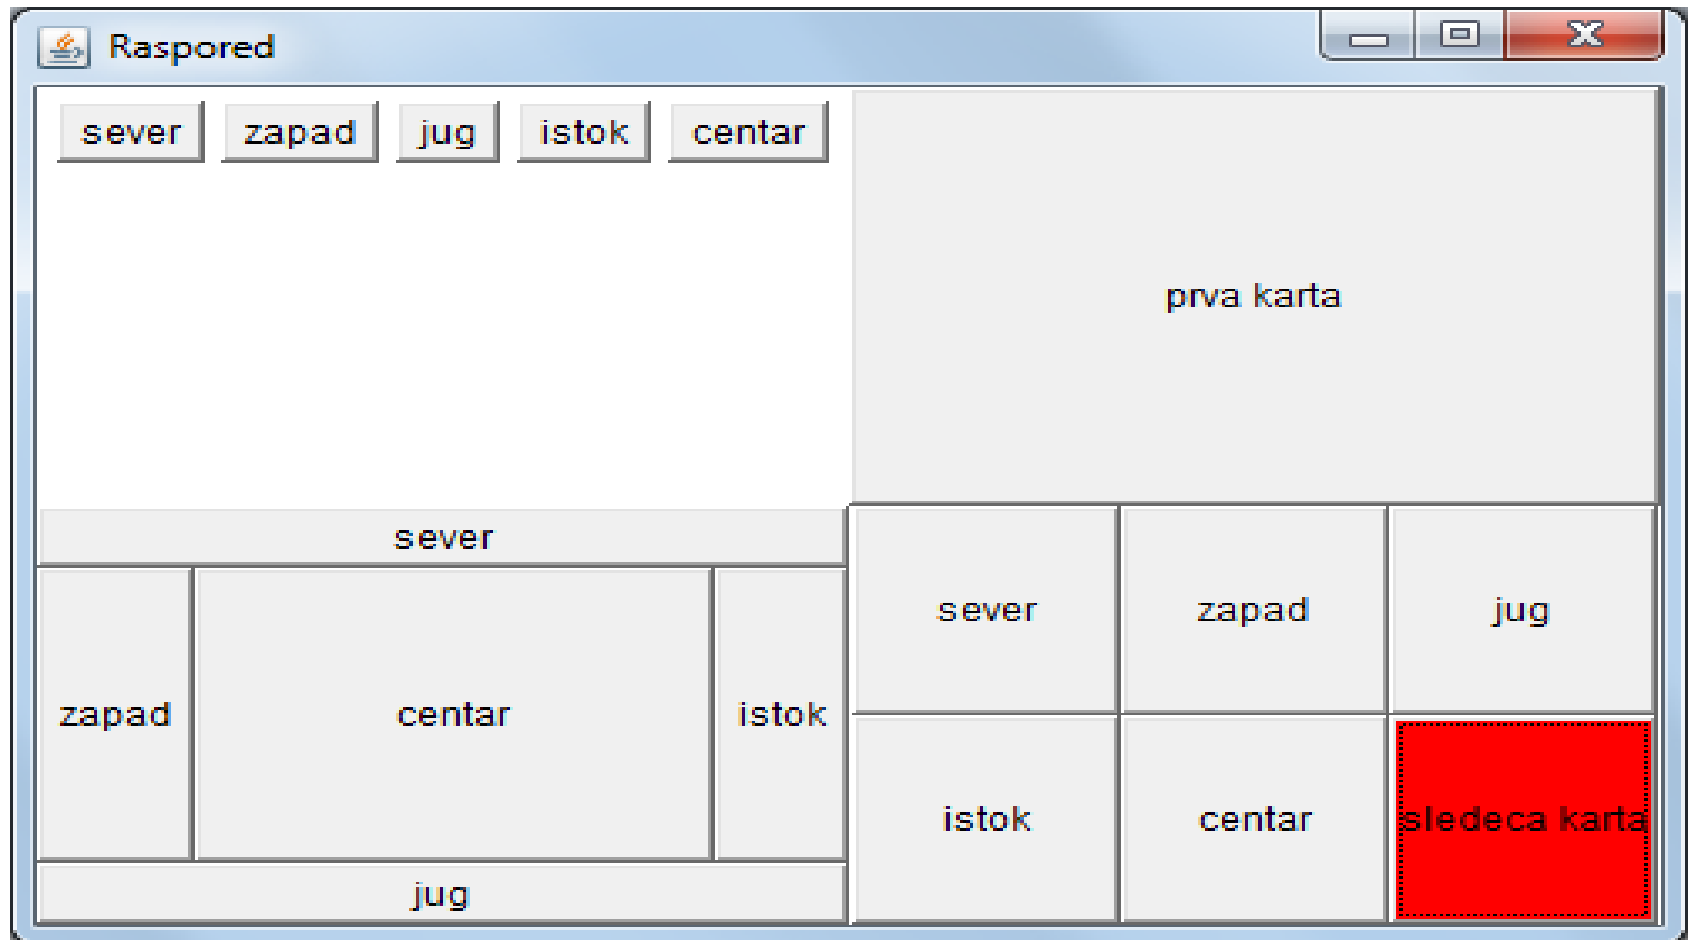 Raspored
sever zapad jug istok centar
prva karta
sever
zapad centar istok
jug
sever zapad jug
istok centar sledeca karta